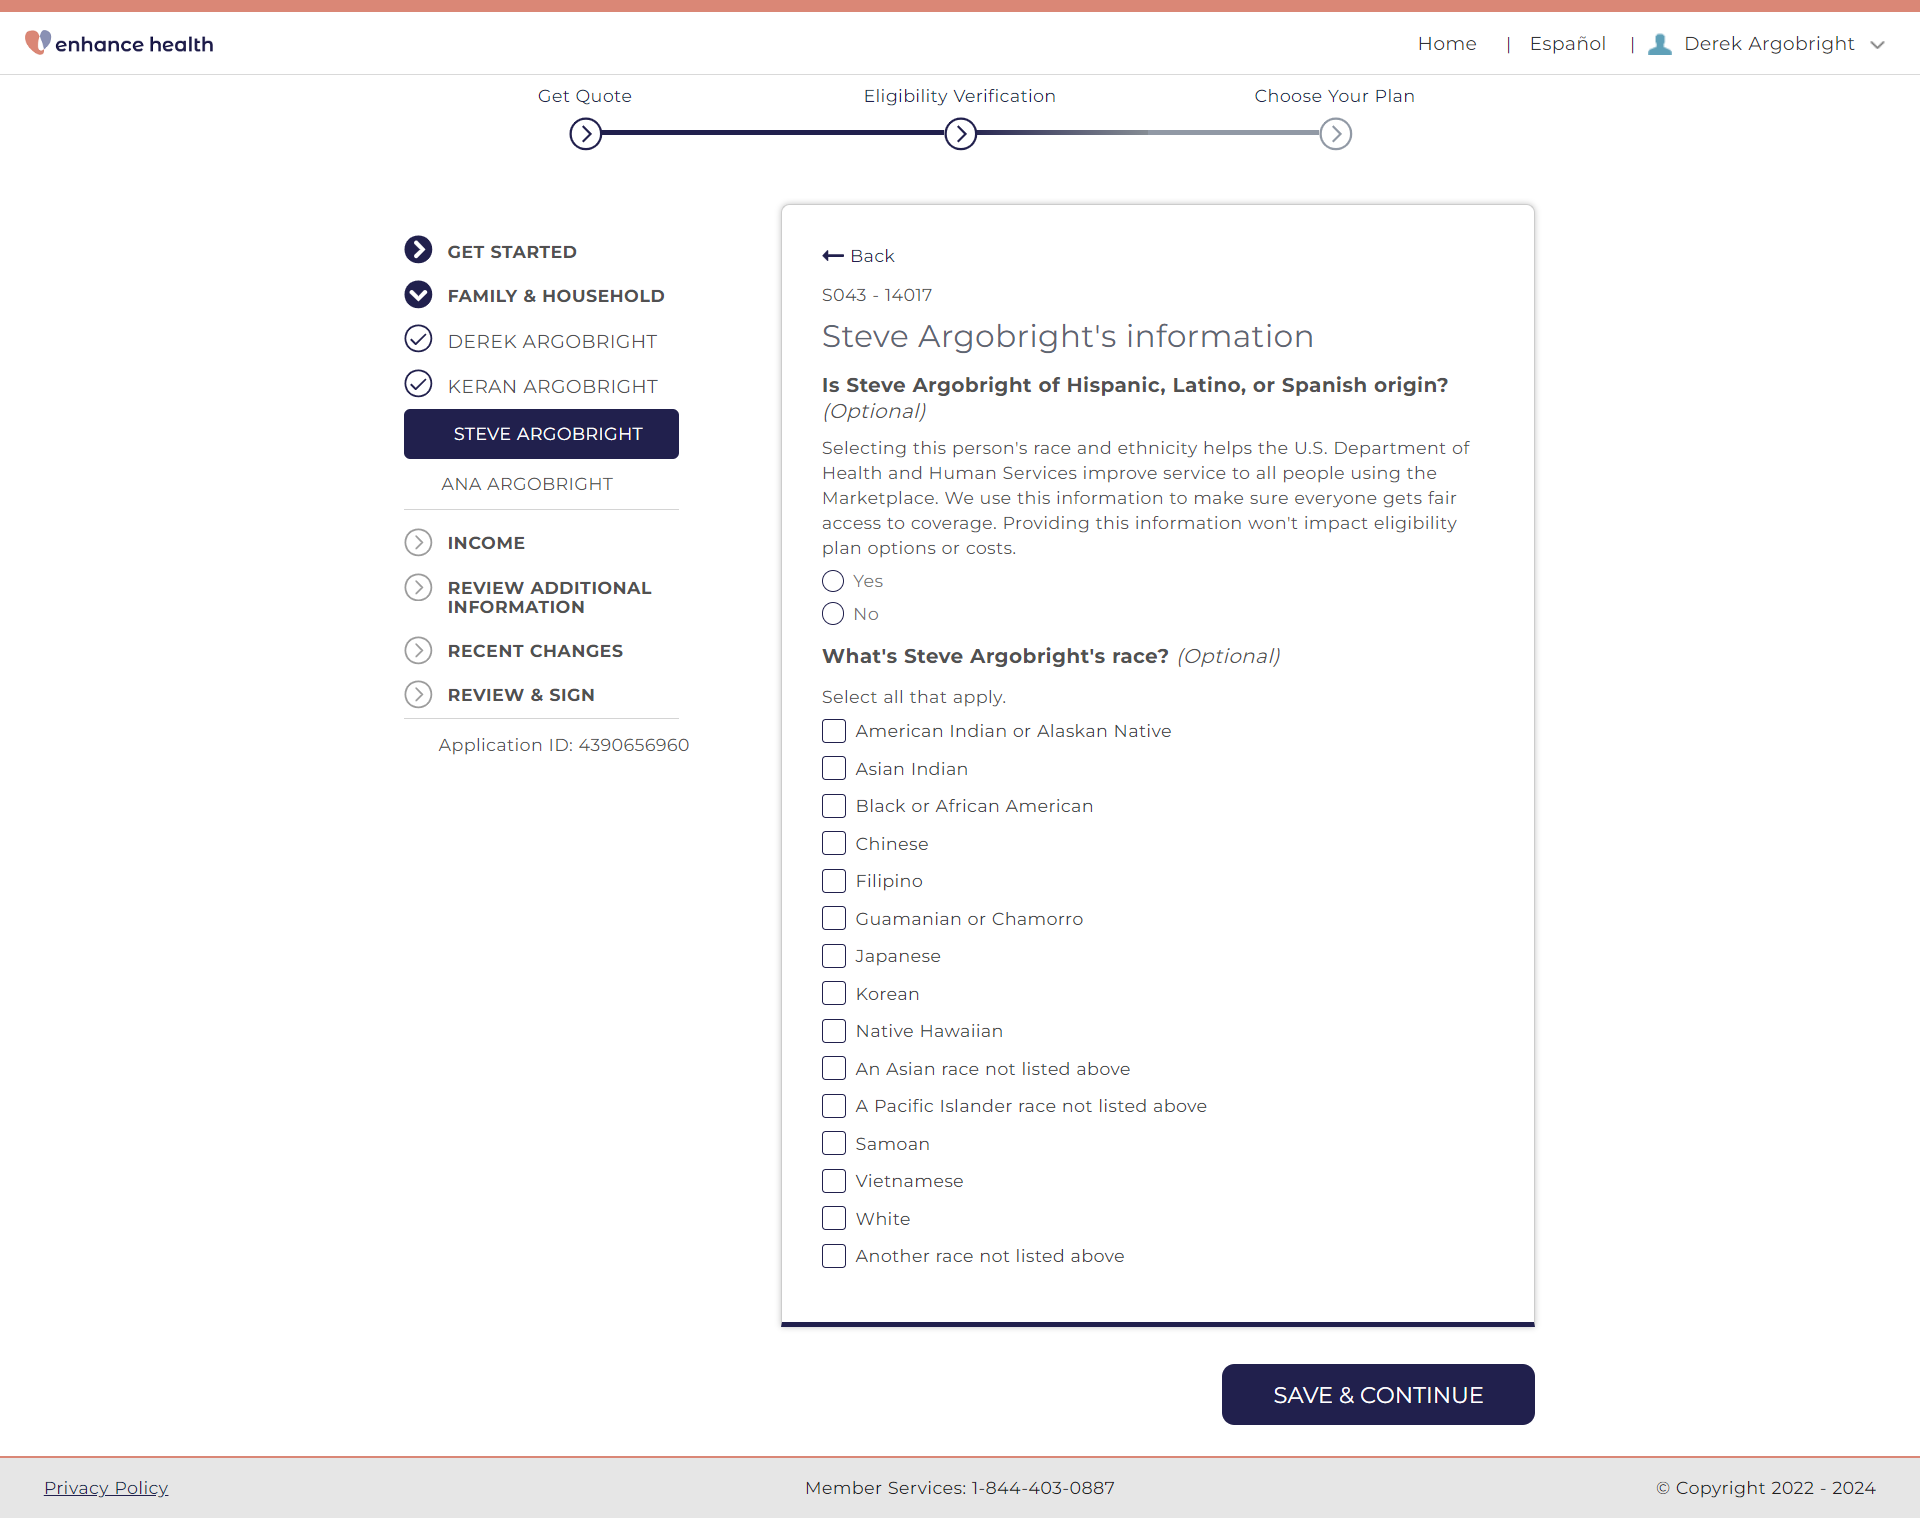 enhance health
Home | Español | Derek Argobright
Get Quote
Eligibility Verification
Choose Your Plan
GET STARTED
FAMILY & HOUSEHOLD
DEREK ARGOBRIGHT
KERAN ARGOBRIGHT
STEVE ARGOBRIGHT
ANA ARGOBRIGHT
INCOME
REVIEW ADDITIONAL
INFORMATION
RECENT CHANGES
REVIEW & SIGN
Application ID: 4390656960
Back
S043 - 14017
Steve Argobright's information
Is Steve Argobright of Hispanic, Latino, or Spanish origin?
(Optional)
Selecting this person's race and ethnicity helps the U.S. Department of
Health and Human Services improve service to all people using the
Marketplace. We use this information to make sure everyone gets fair
access to coverage. Providing this information won't impact eligibility
plan options or costs.
Yes
No
What's Steve Argobright's race? (Optional)
Select all that apply.
American Indian or Alaskan Native
Asian Indian
Black or African American
Chinese
Filipino
Guamanian or Chamorro
Japanese
Korean
Native Hawaiian
An Asian race not listed above
A Pacific Islander race not listed above
Samoan
Vietnamese
White
Another race not listed above
SAVE & CONTINUE
Privacy Policy
Member Services: 1-844-403-0887
© Copyright 2022 - 2024